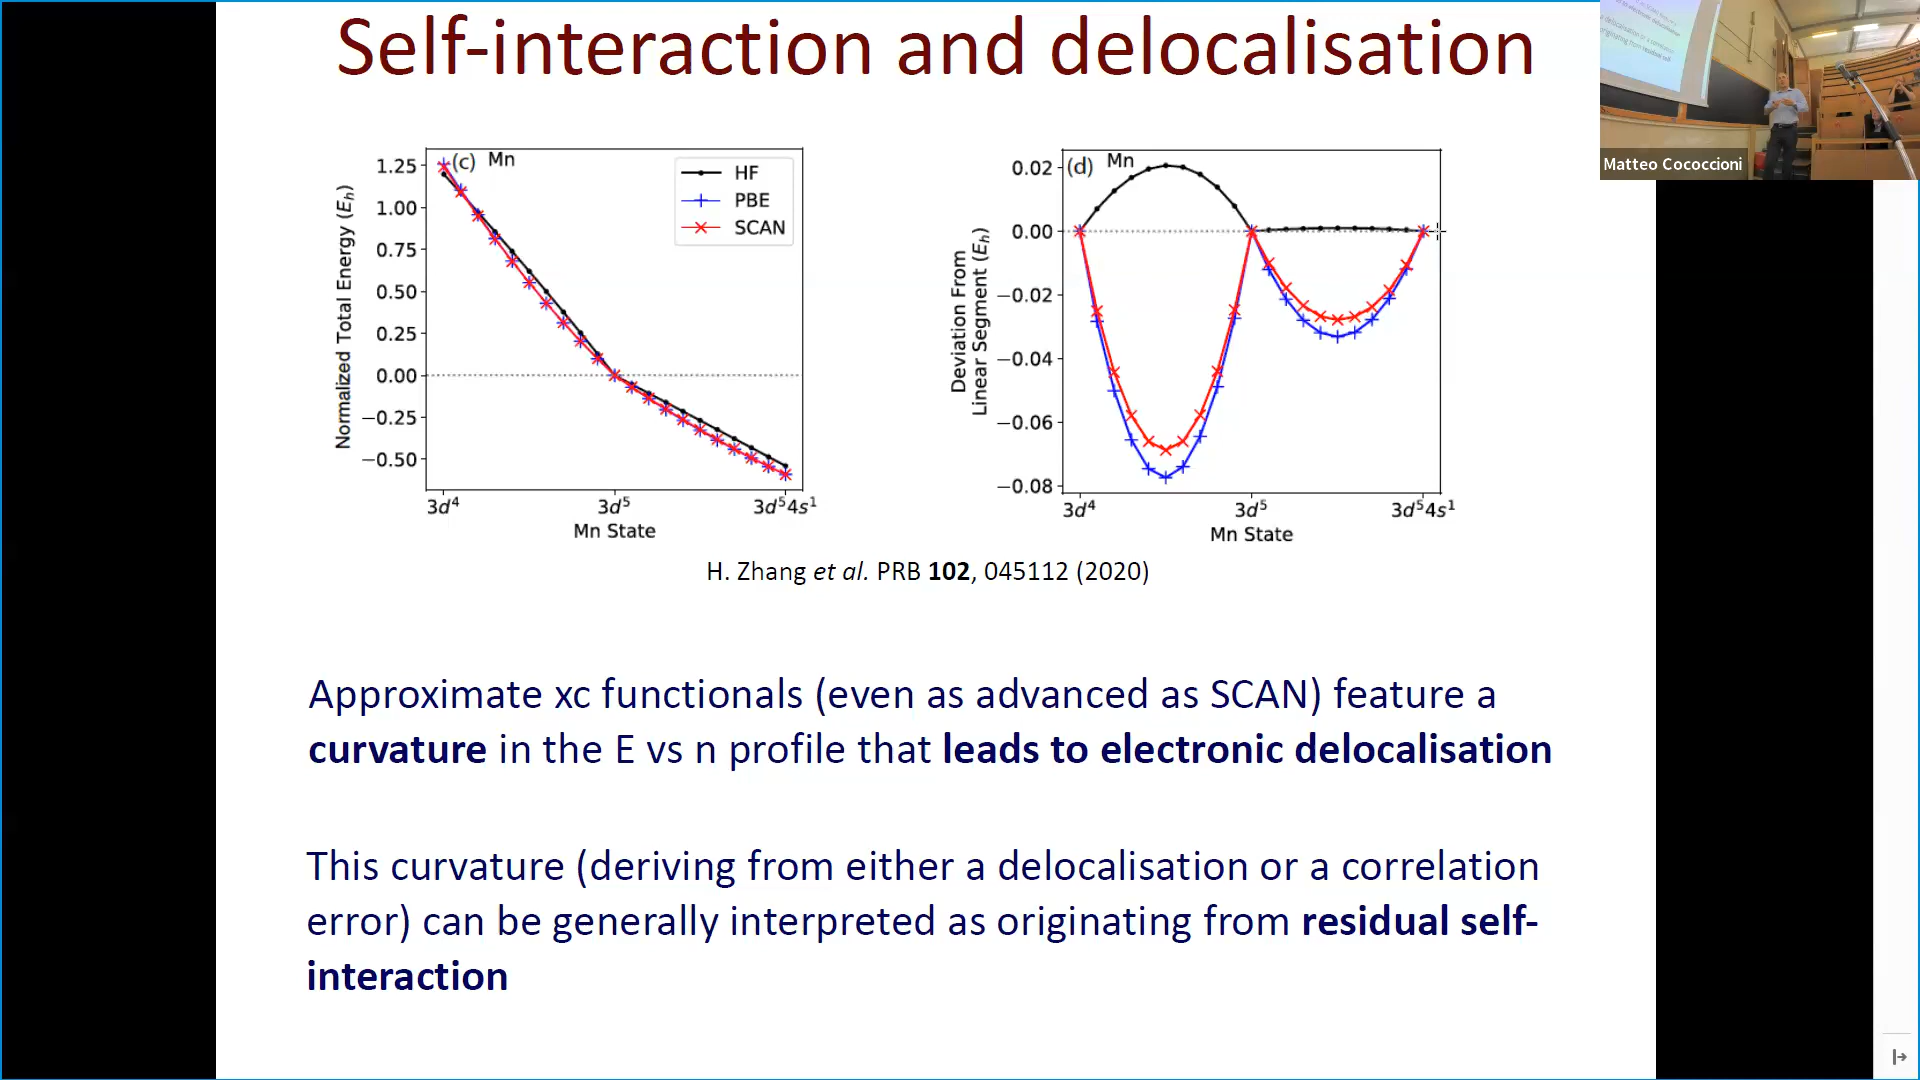 Self-interaction and delocalisation
(c) Mn
HF
PBE
SCAN
1.25
1.00
0.75
0.50
0.25
0.00
−0.25
−0.50
Normalized Total Energy (Eh)
3d⁴ 3d⁵ 3d⁵4s¹
Mn State
(d) Mn
0.02
0.00
−0.02
−0.04
−0.06
−0.08
Deviation From
Linear Segment (Eh)
3d⁴ 3d⁵ 3d⁵4s¹
Mn State
H. Zhang et al. PRB 102, 045112 (2020)
Approximate xc functionals (even as advanced as SCAN) feature a
curvature in the E vs n profile that leads to electronic delocalisation
This curvature (deriving from either a delocalisation or a correlation
error) can be generally interpreted as originating from residual self-
interaction
Matteo Cococcioni